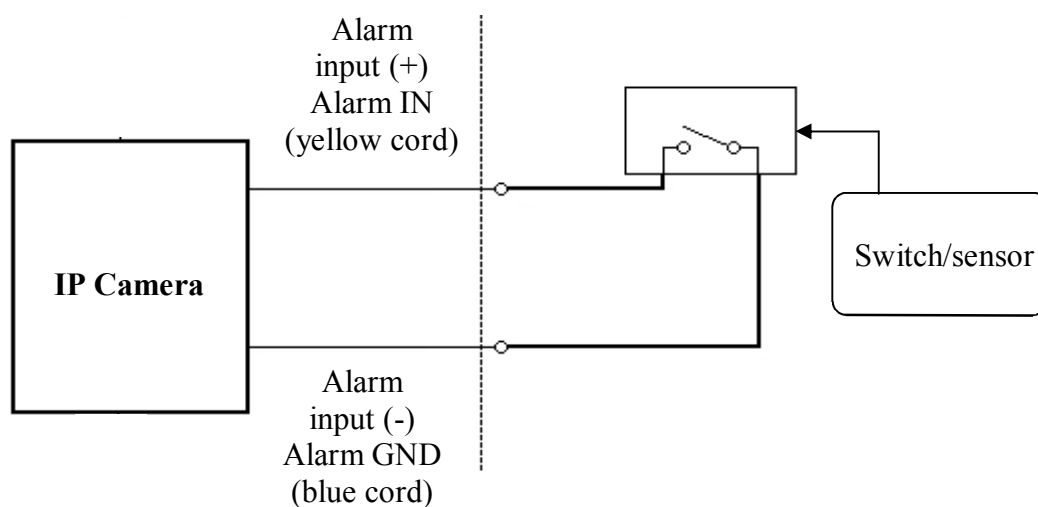 Alarm
input (+)
Alarm IN
(yellow cord)
IP Camera
Switch/sensor
Alarm
input (-)
Alarm GND
(blue cord)